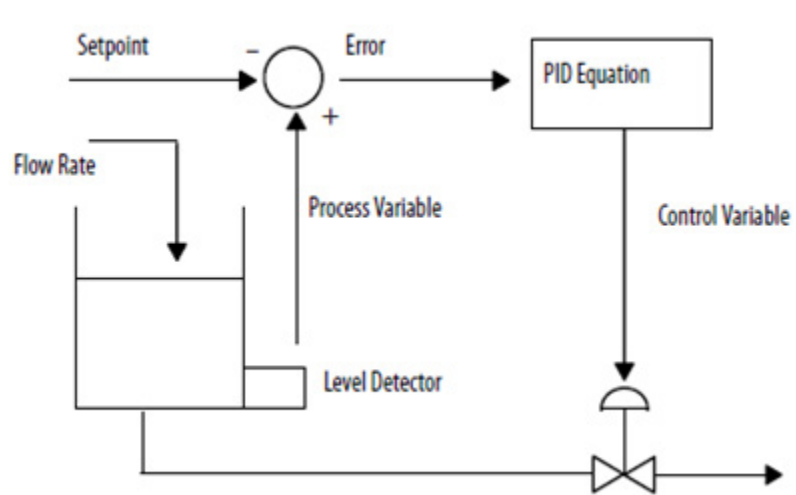 Setpoint
−
Error
PID Equation
+
Flow Rate
Process Variable
Control Variable
Level Detector